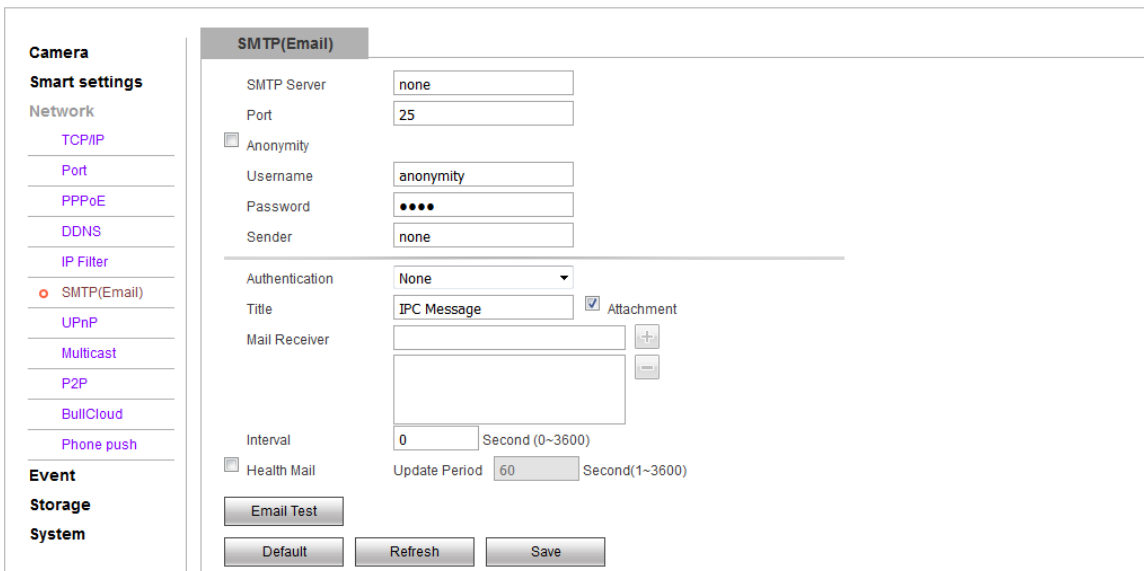 Camera
Smart settings
Network
TCP/IP
Port
PPPoE
DDNS
IP Filter
SMTP(Email)
UPnP
Multicast
P2P
BullCloud
Phone push
Event
Storage
System
SMTP(Email)
SMTP Server none
Port 25
Anonymity
Username anonymity
Password ••••
Sender none
Authentication None
Title IPC Message Attachment
Mail Receiver
Interval 0 Second (0~3600)
Health Mail Update Period 60 Second(1~3600)
Email Test
Default Refresh Save